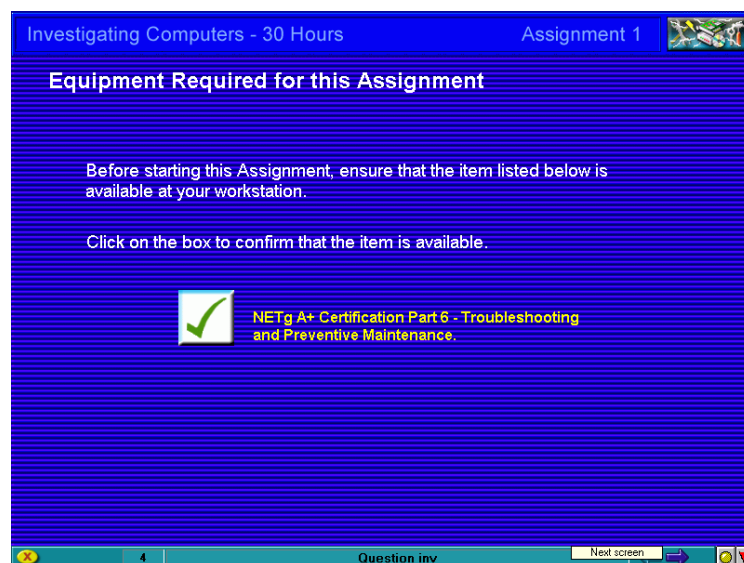 Investigating Computers - 30 Hours
Assignment 1
Equipment Required for this Assignment
Before starting this Assignment, ensure that the item listed below is
available at your workstation.
Click on the box to confirm that the item is available.
NETg A+ Certification Part 6 - Troubleshooting
and Preventive Maintenance.
X
4
Question inv
Next screen